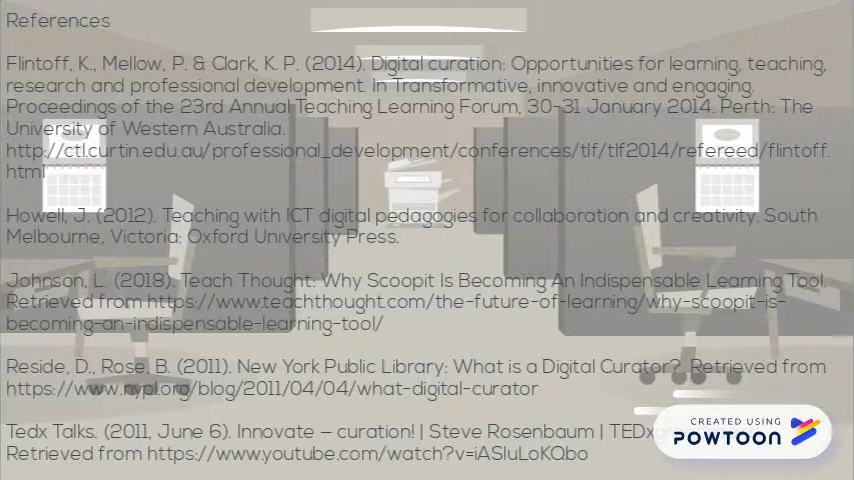 References
Flintoff, K., Mellow, P. & Clark, K. P. (2014). Digital curation: Opportunities for learning, teaching,
research and professional development. In Transformative, innovative and engaging.
Proceedings of the 23rd Annual Teaching Learning Forum, 30-31 January 2014. Perth: The
University of Western Australia.
http://ctl.curtin.edu.au/professional_development/conferences/tlf/tlf2014/refereed/flintoff.
html
Howell, J. (2012). Teaching with ICT digital pedagogies for collaboration and creativity. South
Melbourne, Victoria: Oxford University Press.
Johnson, L. (2018). Teach Thought: Why Scoopit Is Becoming An Indispensable Learning Tool.
Retrieved from https://www.teachthought.com/the-future-of-learning/why-scoopit-is-
becoming-an-indispensable-learning-tool/
Reside, D., Rose, B. (2011). New York Public Library: What is a Digital Curator?. Retrieved from
https://www.nypl.org/blog/2011/04/04/what-digital-curator
Tedx Talks. (2011, June 6). Innovate – curation! | Steve Rosenbaum |
Retrieved from https://www.youtube.com/watch?v=iASluLoKQbo
CREATED USING
POWTOON